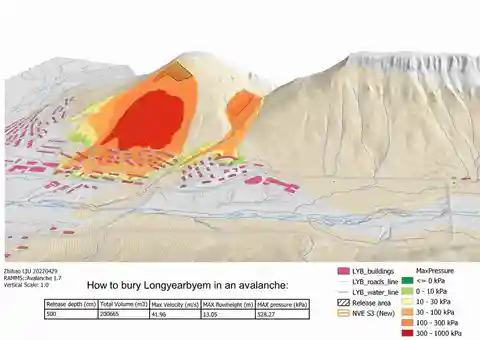 Zhihao LIU 20220429
RAMMS::Avalanche 1.7
Vertical Scale: 1.0
How to bury Longyearbyem in an avalanche:
Release depth (cm) Total Volume (m3) MAX Velocity (m/s) MAX flowheight (m) MAX pressure (kPa)
500 200665 41.96 13.05 528.27
LYB_buildings
LYB_roads_line
LYB_water_line
Release area
NVE S3 (New)
MaxPressure
<= 0 kPa
0 - 10 kPa
10 - 30 kPa
30 - 100 kPa
100 - 300 kPa
300 - 1000 kPa